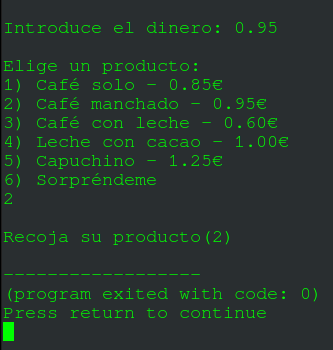 Introduce el dinero: 0.95
Elige un producto:
1) Café solo - 0.85€
2) Café manchado - 0.95€
3) Café con leche - 0.60€
4) Leche con cacao - 1.00€
5) Capuchino - 1.25€
6) Sorpréndeme
2
Recoja su producto(2)
------------------
(program exited with code: 0)
Press return to continue